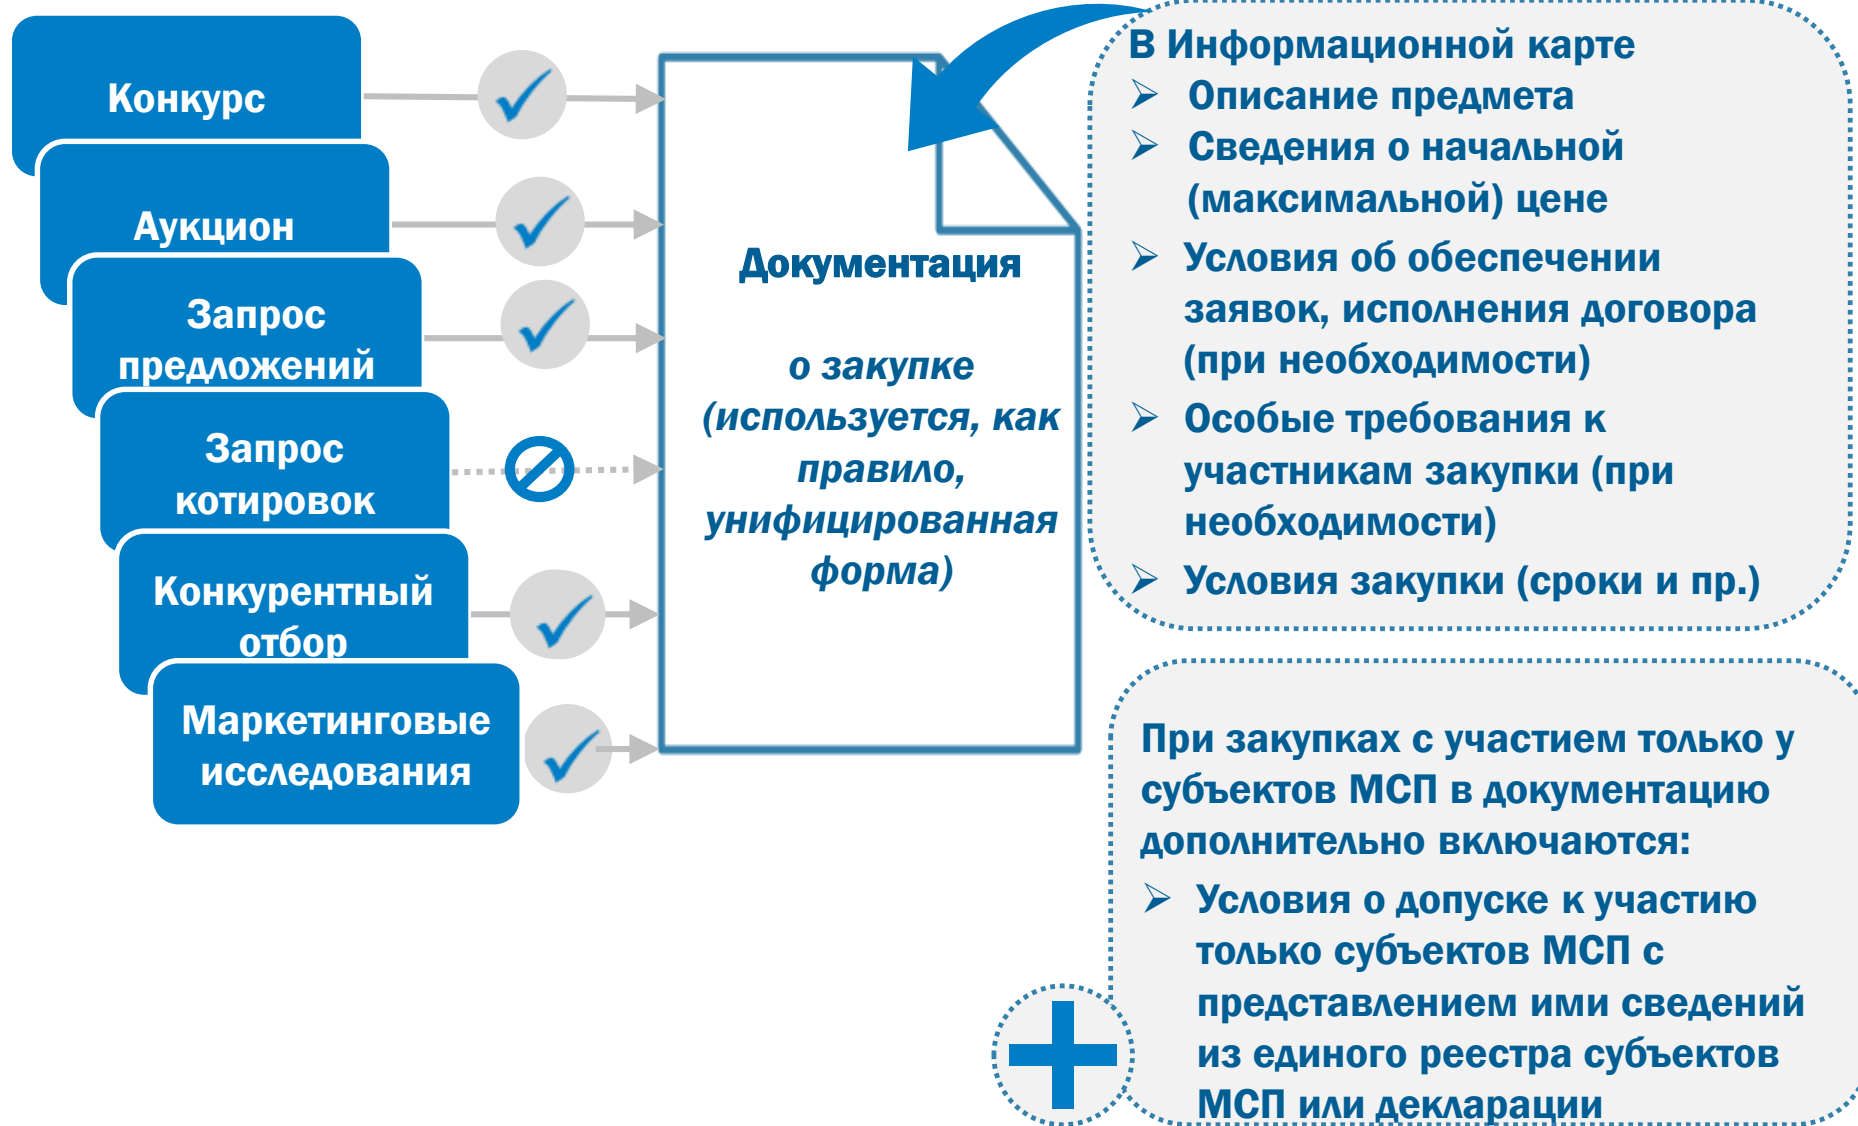 Конкурс
Аукцион
Запрос
предложений
Запрос
котировок
Конкурентный
отбор
Маркетинговые
исследования
Документация
о закупке
(используется, как
правило,
унифицированная
форма)
В Информационной карте
➢ Описание предмета
➢ Сведения о начальной
(максимальной) цене
➢ Условия об обеспечении
заявок, исполнения договора
(при необходимости)
➢ Особые требования к
участникам закупки (при
необходимости)
➢ Условия закупки (сроки и пр.)
При закупках с участием только у
субъектов МСП в документацию
дополнительно включаются:
➢ Условия о допуске к участию
только субъектов МСП с
представлением ими сведений
из единого реестра субъектов
МСП или декларации